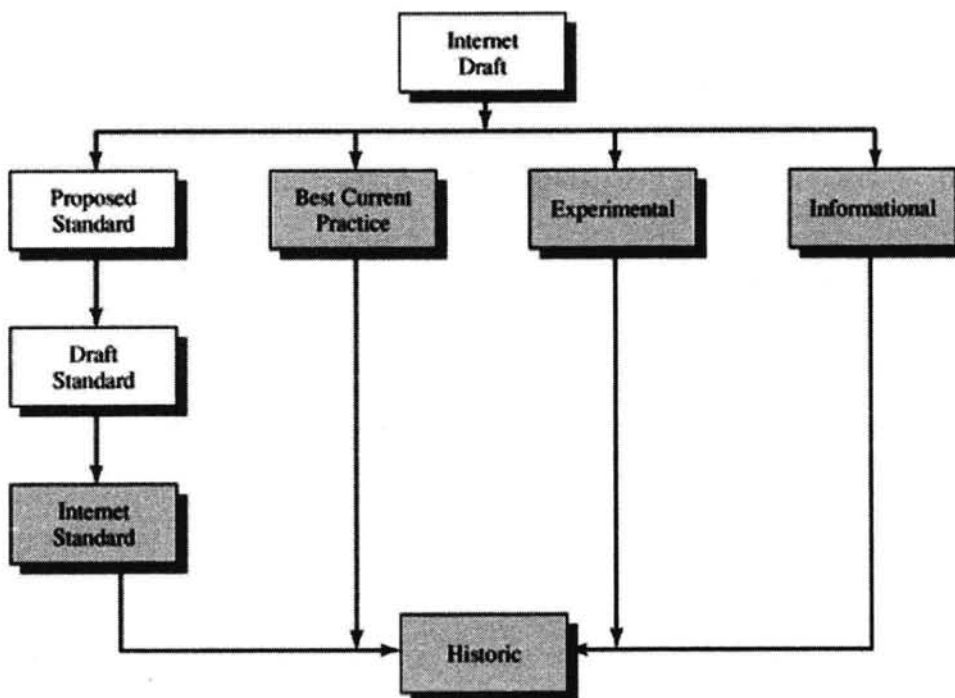 Internet
Draft
Proposed
Standard
Best Current
Practice
Experimental
Informational
Draft
Standard
Internet
Standard
Historic